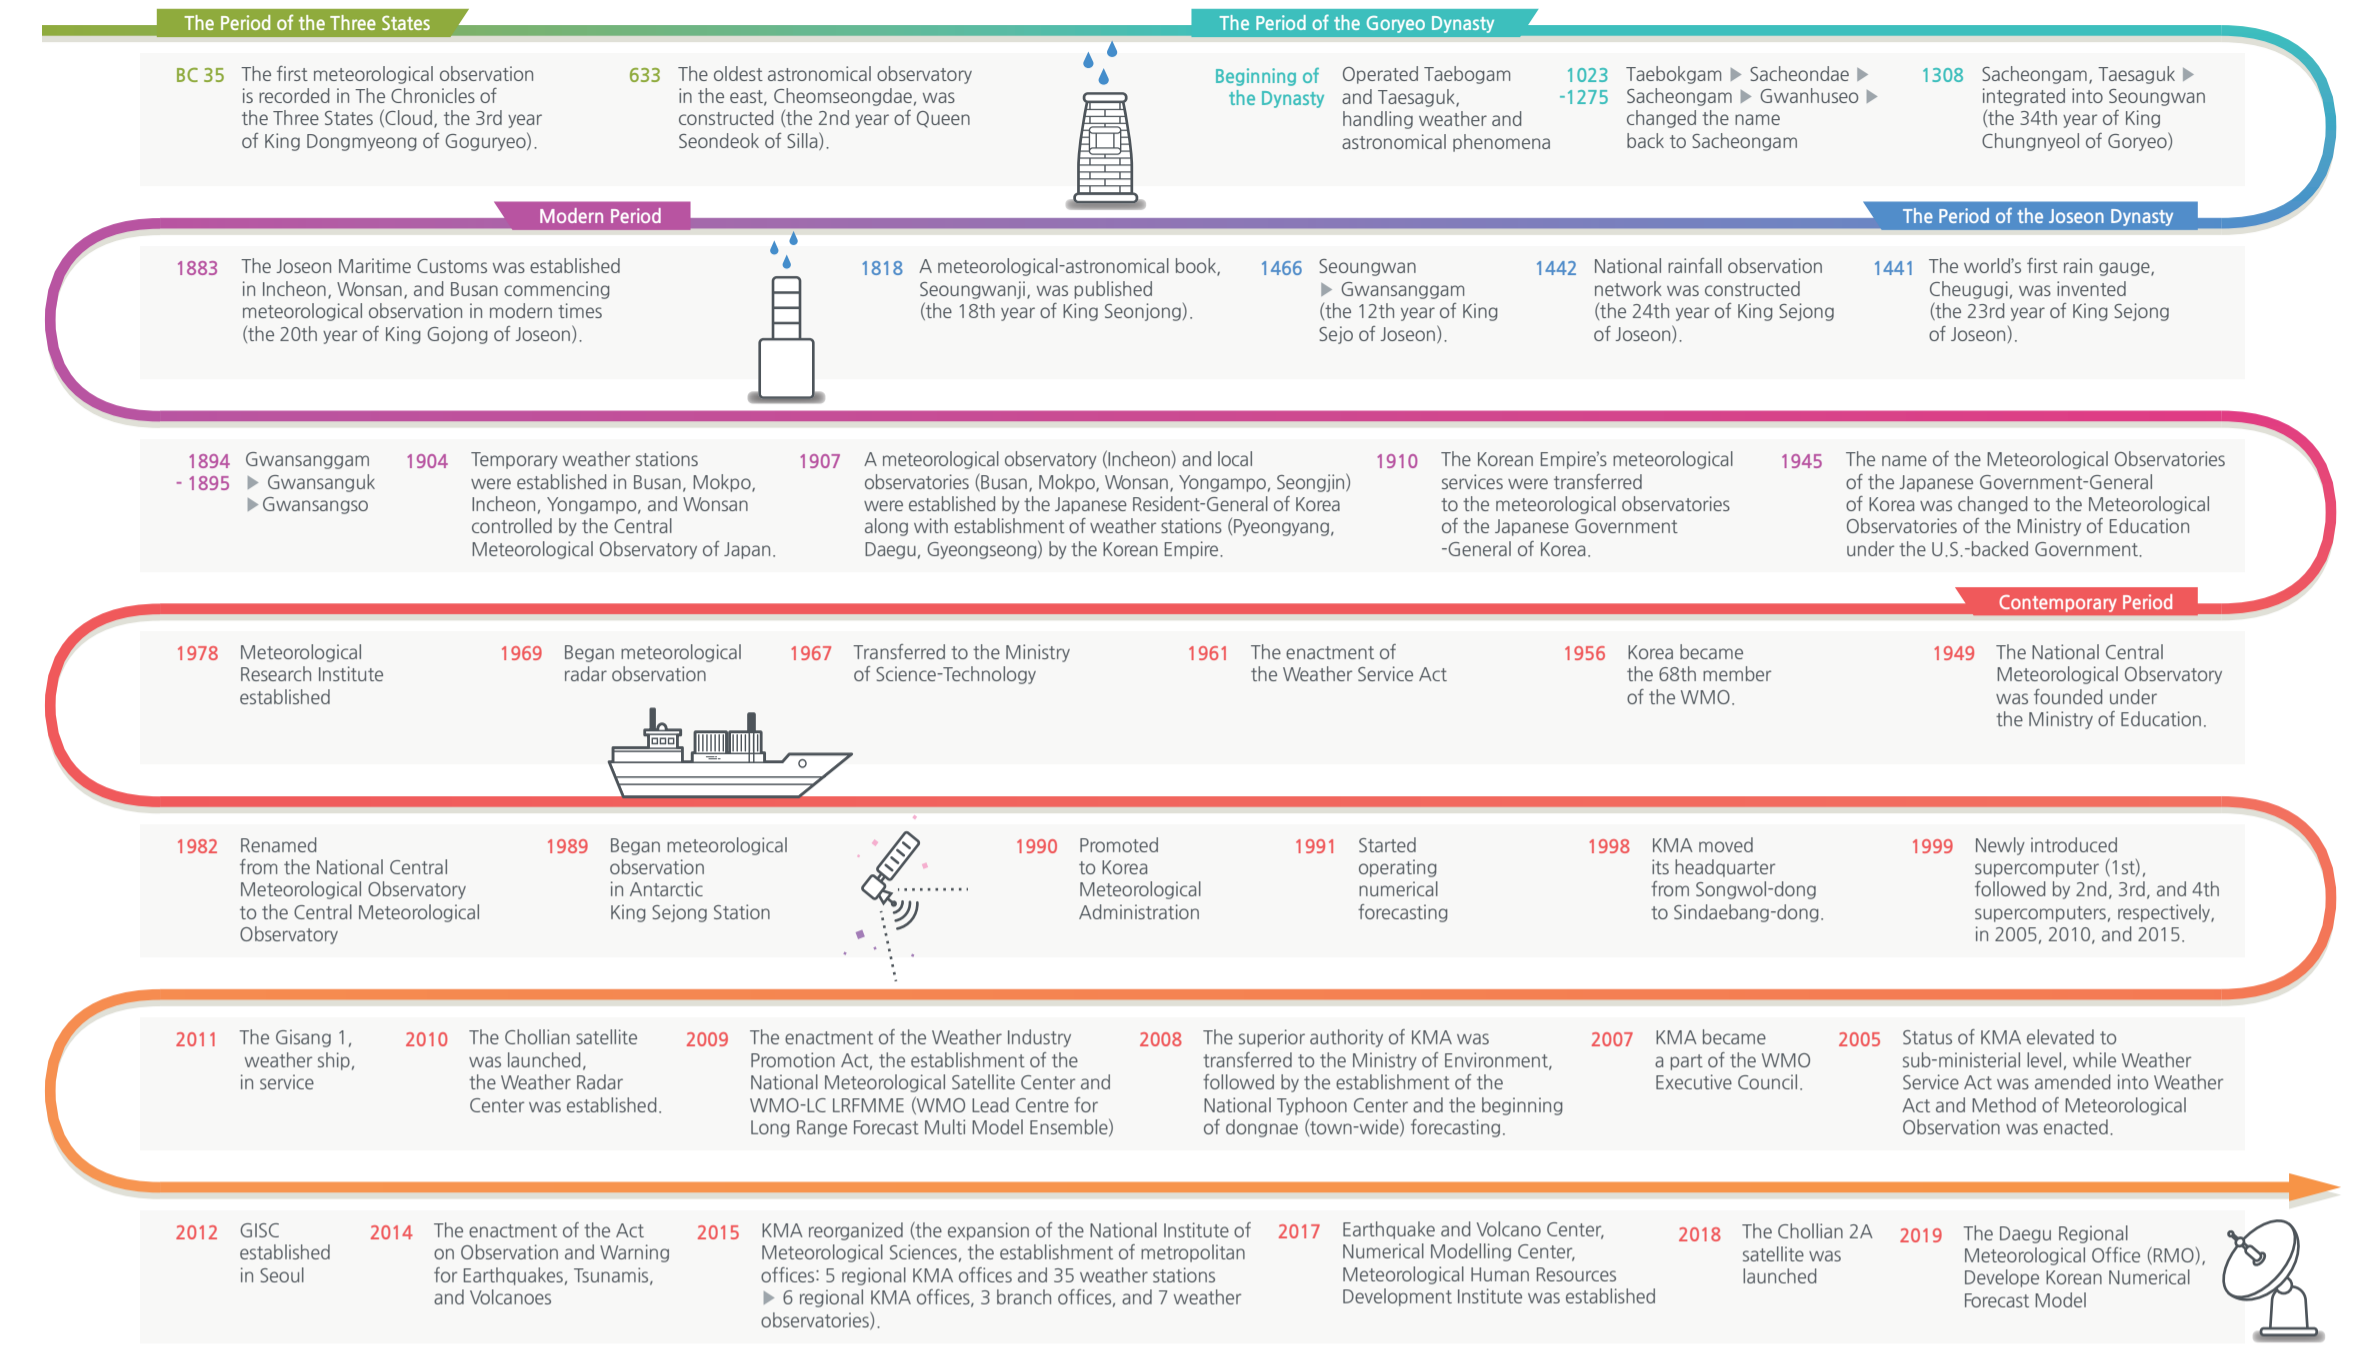 The Period of the Three States
BC 35
The first meteorological observation
is recorded in The Chronicles of
the Three States (Cloud, the 3rd year
of King Dongmyeong of Goguryeo).
633
The oldest astronomical observatory
in the east, Cheomseongdae, was
constructed (the 2nd year of Queen
Seondeok of Silla).
The Period of the Goryeo Dynasty
Beginning of
the Dynasty
Operated Taebogam
and Taesaguk,
handling weather and
astronomical phenomena
1023
-1275
Taebokgam ▶ Sacheondae ▶
Sacheongam ▶ Gwanhuseo ▶
changed the name
back to Sacheongam
1308
Sacheongam, Taesaguk ▶
integrated into Seoungwan
(the 34th year of King
Chungnyeol of Goryeo)
The Period of the Joseon Dynasty
1441
The world's first rain gauge,
Cheugugi, was invented
(the 23rd year of King Sejong
of Joseon).
1442
National rainfall observation
network was constructed
(the 24th year of King Sejong
of Joseon).
1466
Seoungwan
▶ Gwansanggam
(the 12th year of King
Sejo of Joseon).
1818
A meteorological-astronomical book,
Seoungwanji, was published
(the 18th year of King Seonjong).
Modern Period
1883
The Joseon Maritime Customs was established
in Incheon, Wonsan, and Busan commencing
meteorological observation in modern times
(the 20th year of King Gojong of Joseon).
1894
- 1895
Gwansanggam
▶ Gwansanguk
▶ Gwansangso
1904
Temporary weather stations
were established in Busan, Mokpo,
Incheon, Yongampo, and Wonsan
controlled by the Central
Meteorological Observatory of Japan.
1907
A meteorological observatory (Incheon) and local
observatories (Busan, Mokpo, Wonsan, Yongampo, Seongjin)
were established by the Japanese Resident-General of Korea
along with establishment of weather stations (Pyeongyang,
Daegu, Gyeongseong) by the Korean Empire.
1910
The Korean Empire's meteorological
services were transferred
to the meteorological observatories
of the Japanese Government
-General of Korea.
1945
The name of the Meteorological Observatories
of the Japanese Government-General
of Korea was changed to the Meteorological
Observatories of the Ministry of Education
under the U.S.-backed Government.
Contemporary Period
1949
The National Central
Meteorological Observatory
was founded under
the Ministry of Education.
1956
Korea became
the 68th member
of the WMO.
1961
The enactment of
the Weather Service Act
1967
Transferred to the Ministry
of Science-Technology
1969
Began meteorological
radar observation
1978
Meteorological
Research Institute
established
1982
Renamed
from the National Central
Meteorological Observatory
to the Central Meteorological
Observatory
1989
Began meteorological
observation
in Antarctic
King Sejong Station
1990
Promoted
to Korea
Meteorological
Administration
1991
Started
operating
numerical
forecasting
1998
KMA moved
its headquarter
from Songwol-dong
to Sindaebang-dong.
1999
Newly introduced
supercomputer (1st),
followed by 2nd, 3rd, and 4th
supercomputers, respectively,
in 2005, 2010, and 2015.
2005
Status of KMA elevated to
sub-ministerial level, while Weather
Service Act was amended into Weather
Act and Method of Meteorological
Observation was enacted.
2007
KMA became
a part of the WMO
Executive Council.
2008
The superior authority of KMA was
transferred to the Ministry of Environment,
followed by the establishment of the
National Typhoon Center and the beginning
of dongnae (town-wide) forecasting.
2009
The enactment of the Weather Industry
Promotion Act, the establishment of the
National Meteorological Satellite Center and
WMO-LC LRFMME (WMO Lead Centre for
Long Range Forecast Multi Model Ensemble)
2010
The Chollian satellite
was launched,
the Weather Radar
Center was established.
2011
The Gisang 1,
weather ship,
in service
2012
GISC
established
in Seoul
2014
The enactment of the Act
on Observation and Warning
for Earthquakes, Tsunamis,
and Volcanoes
2015
KMA reorganized (the expansion of the National Institute of
Meteorological Sciences, the establishment of metropolitan
offices: 5 regional KMA offices and 35 weather stations
▶ 6 regional KMA offices, 3 branch offices, and 7 weather
observatories).
2017
Earthquake and Volcano Center,
Numerical Modelling Center,
Meteorological Human Resources
Development Institute was established
2018
The Chollian 2A
satellite was
launched
2019
The Daegu Regional
Meteorological Office (RMO),
Develope Korean Numerical
Forecast Model